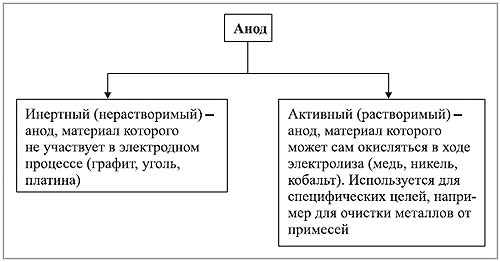 Анод
Инертный (нерастворимый) –
анод, материал которого
не участвует в электродном
процессе (графит, уголь,
платина)
Активный (растворимый) –
анод, материал которого
может сам окисляться в ходе
электролиза (медь, никель,
кобальт). Используется для
специфических целей, напри-
мер для очистки металлов от
примесей